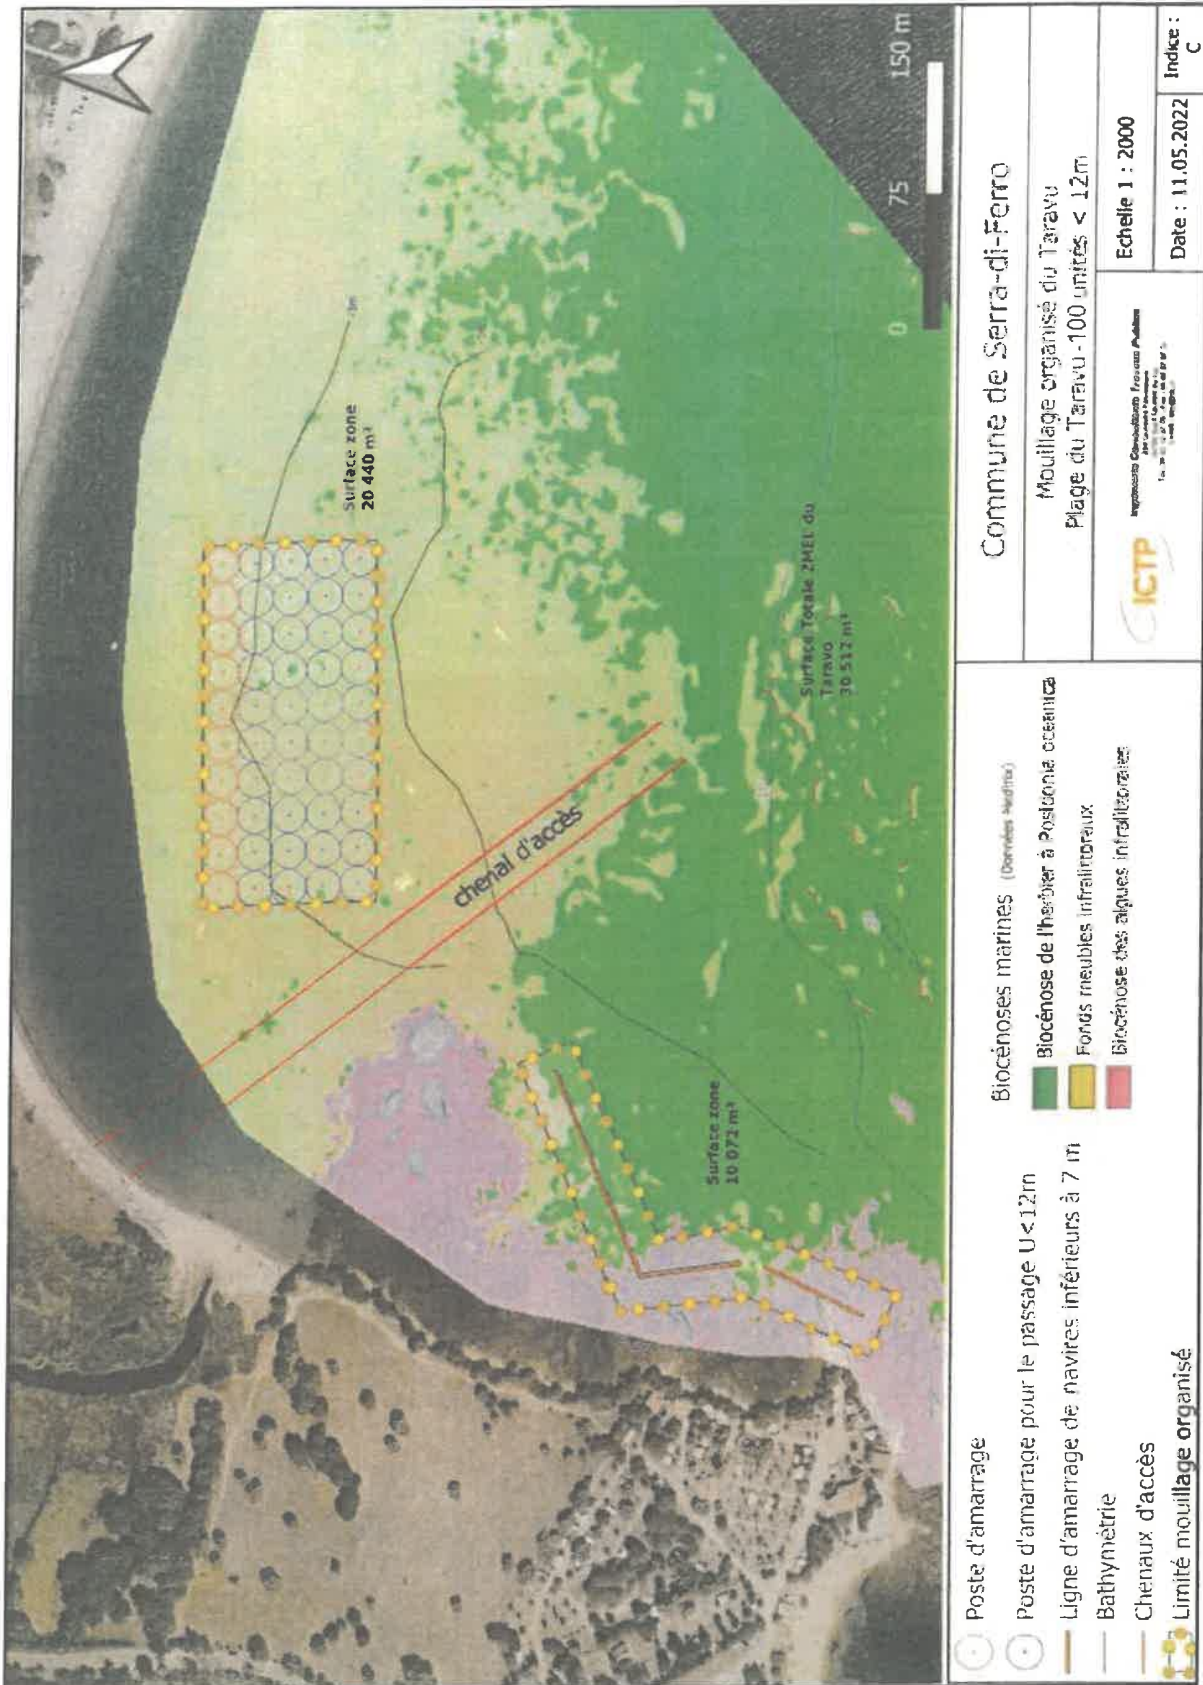 150 m
75
0
Surface zone
20 440 m²
chenal d'accès
Surface Totale ZMEL du
Taravo
30 512 m²
Surface zone
10 072 m²
Poste d'amarrage
Poste d'amarrage pour le passage U<12m
Ligne d'amarrage de navires inférieurs à 7 m
Bathymétrie
Chenaux d'accès
Limité mouillage organisé
Biocénoses marines
Biocénose de l'herbier à Posidonia oceanica
Fonds meubles infralittoraux
Biocénose des algues infralittorales
Commune de Serra-di-Ferro
Mouillage organisé du Taravu
Plage du Taravu -100 unités < 12m
ICTP
Echelle 1 : 2000
Date : 11.05.2022
Indice :
C